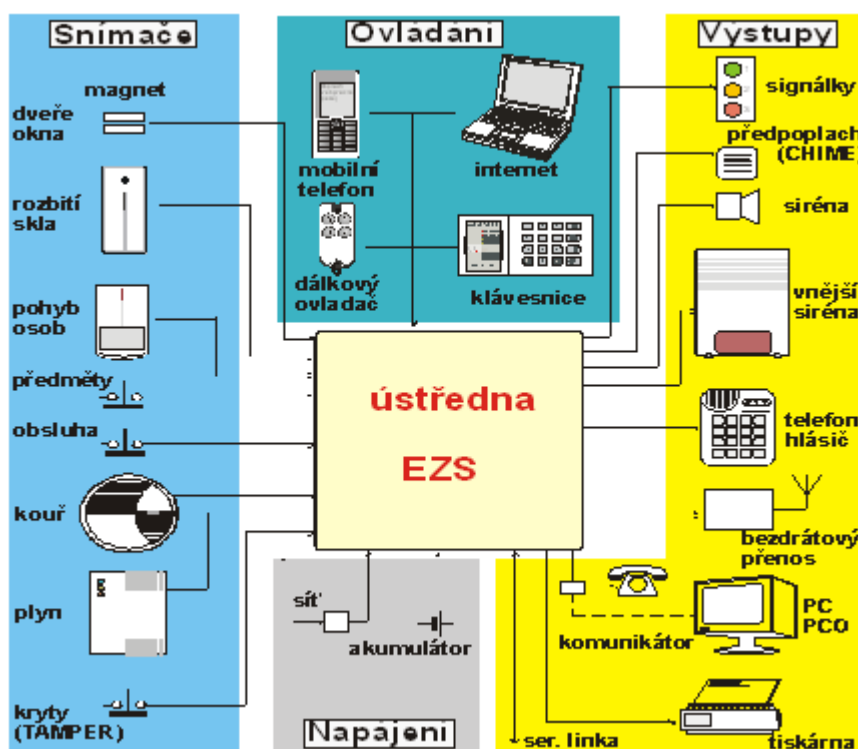 Snímače
magnet
dveře
okna
rozbití
skla
pohyb
osob
předměty
obsluha
kouř
plyn
kryty
(TAMPER)
Ovládání
mobilní
telefon
internet
dálkový
ovladač
klávesnice
ústředna
EZS
síť
akumulátor
Napájení
Výstupy
signálky
předpoplach
(CHIME)
siréna
vnější
siréna
telefon
hlásič
bezdrátový
přenos
komunikátor
PC
PCO
ser. linka
tiskárna